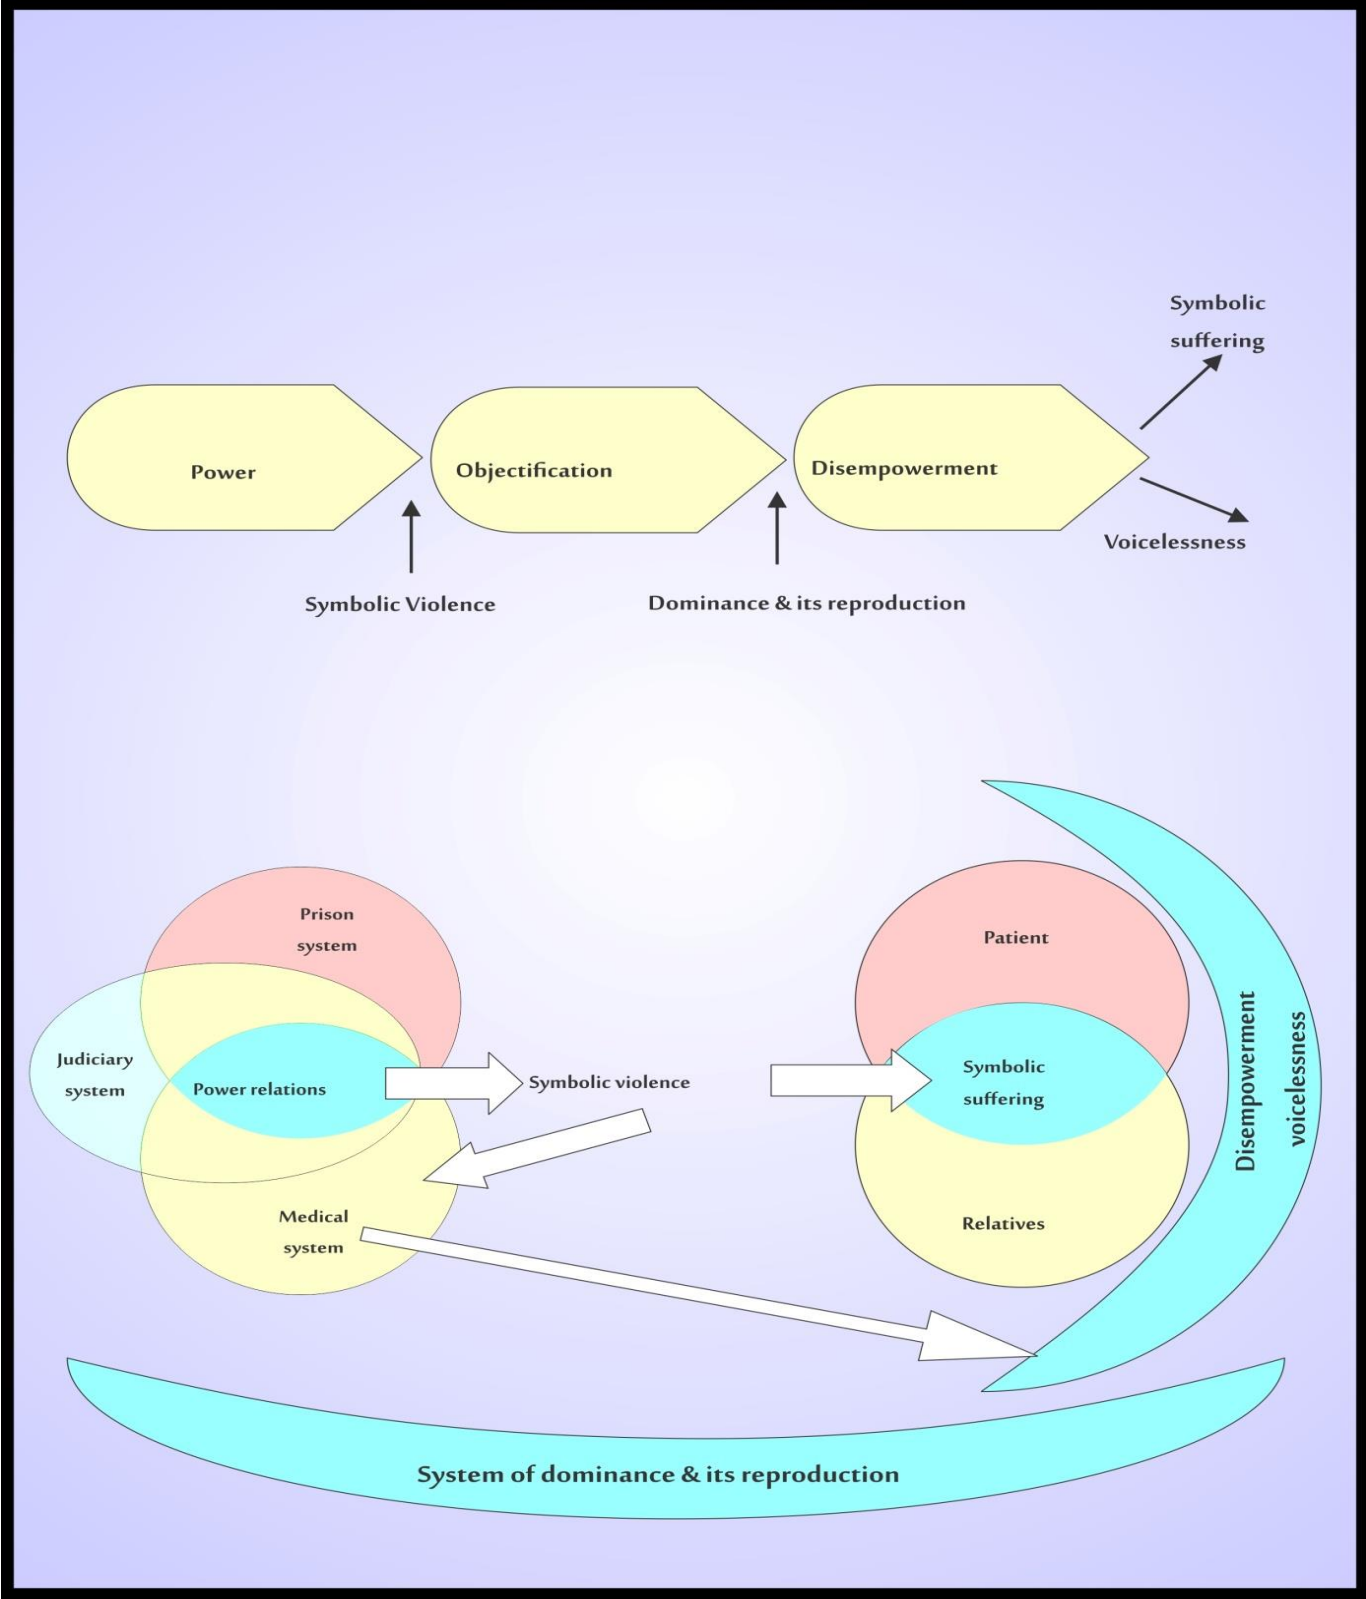 Symbolic
suffering
Power
Objectification
Disempowerment
Voicelessness
Symbolic Violence
Dominance & its reproduction
Prison
system
Judiciary
system
Power relations
Medical
system
Symbolic violence
Patient
Symbolic
suffering
Relatives
Disempowerment
voicelessness
System of dominance & its reproduction